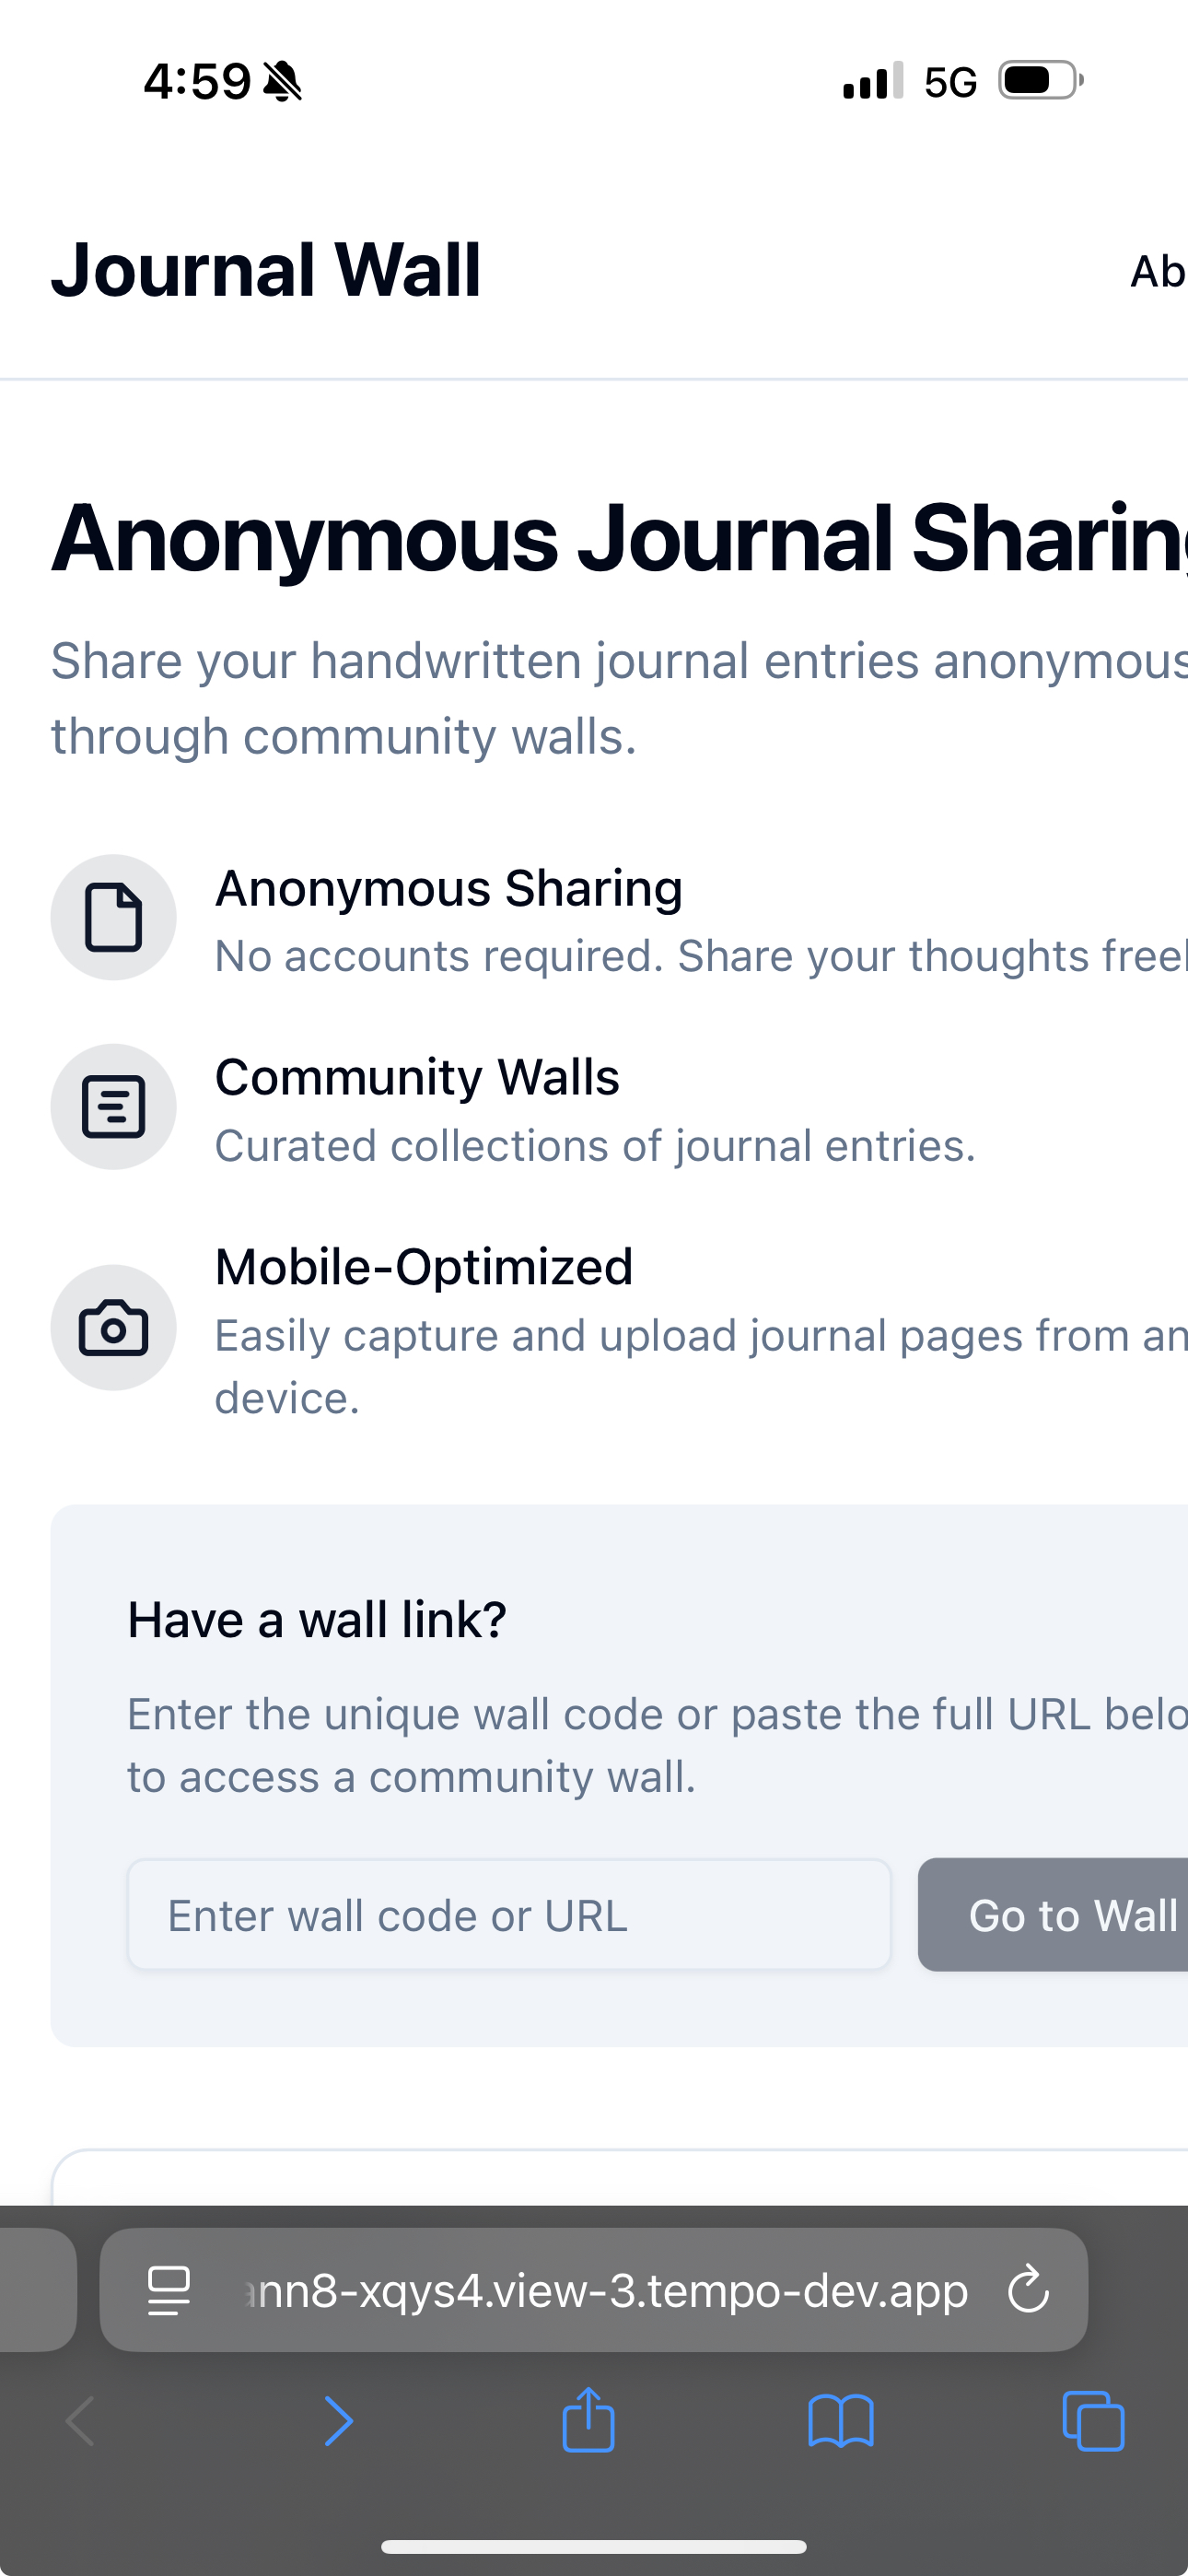 4:59
5G
Journal Wall
Ab
Anonymous Journal Sharing
Share your handwritten journal entries anonymous
through community walls.
Anonymous Sharing
No accounts required. Share your thoughts freel
Community Walls
Curated collections of journal entries.
Mobile-Optimized
Easily capture and upload journal pages from an
device.
Have a wall link?
Enter the unique wall code or paste the full URL belo
to access a community wall.
Enter wall code or URL
Go to Wall
nn8-xqys4.view-3.tempo-dev.app